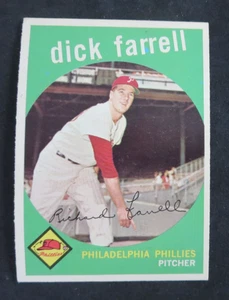 dick farrell
Richard Farrell
PHILADELPHIA PHILLIES
PITCHER